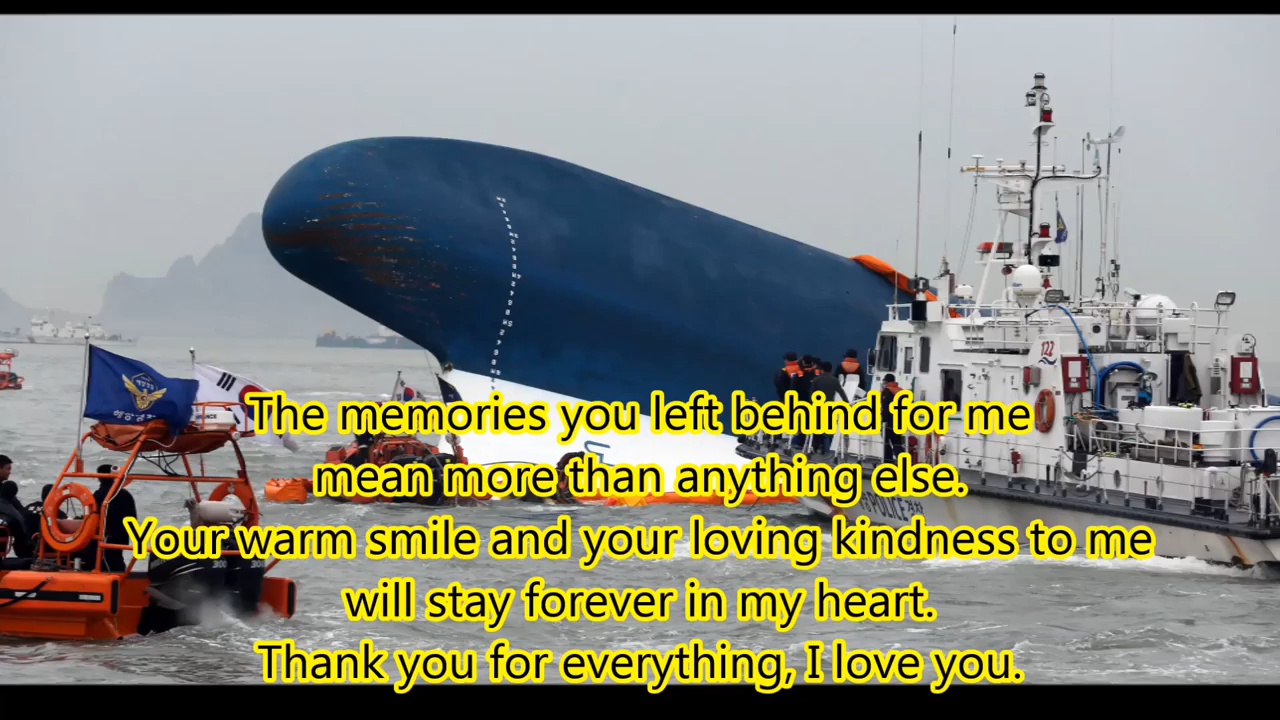 122
The memories you left behind for me
mean more than anything else.
Your warm smile and your loving kindness to me
will stay forever in my heart.
Thank you for everything, I love you.